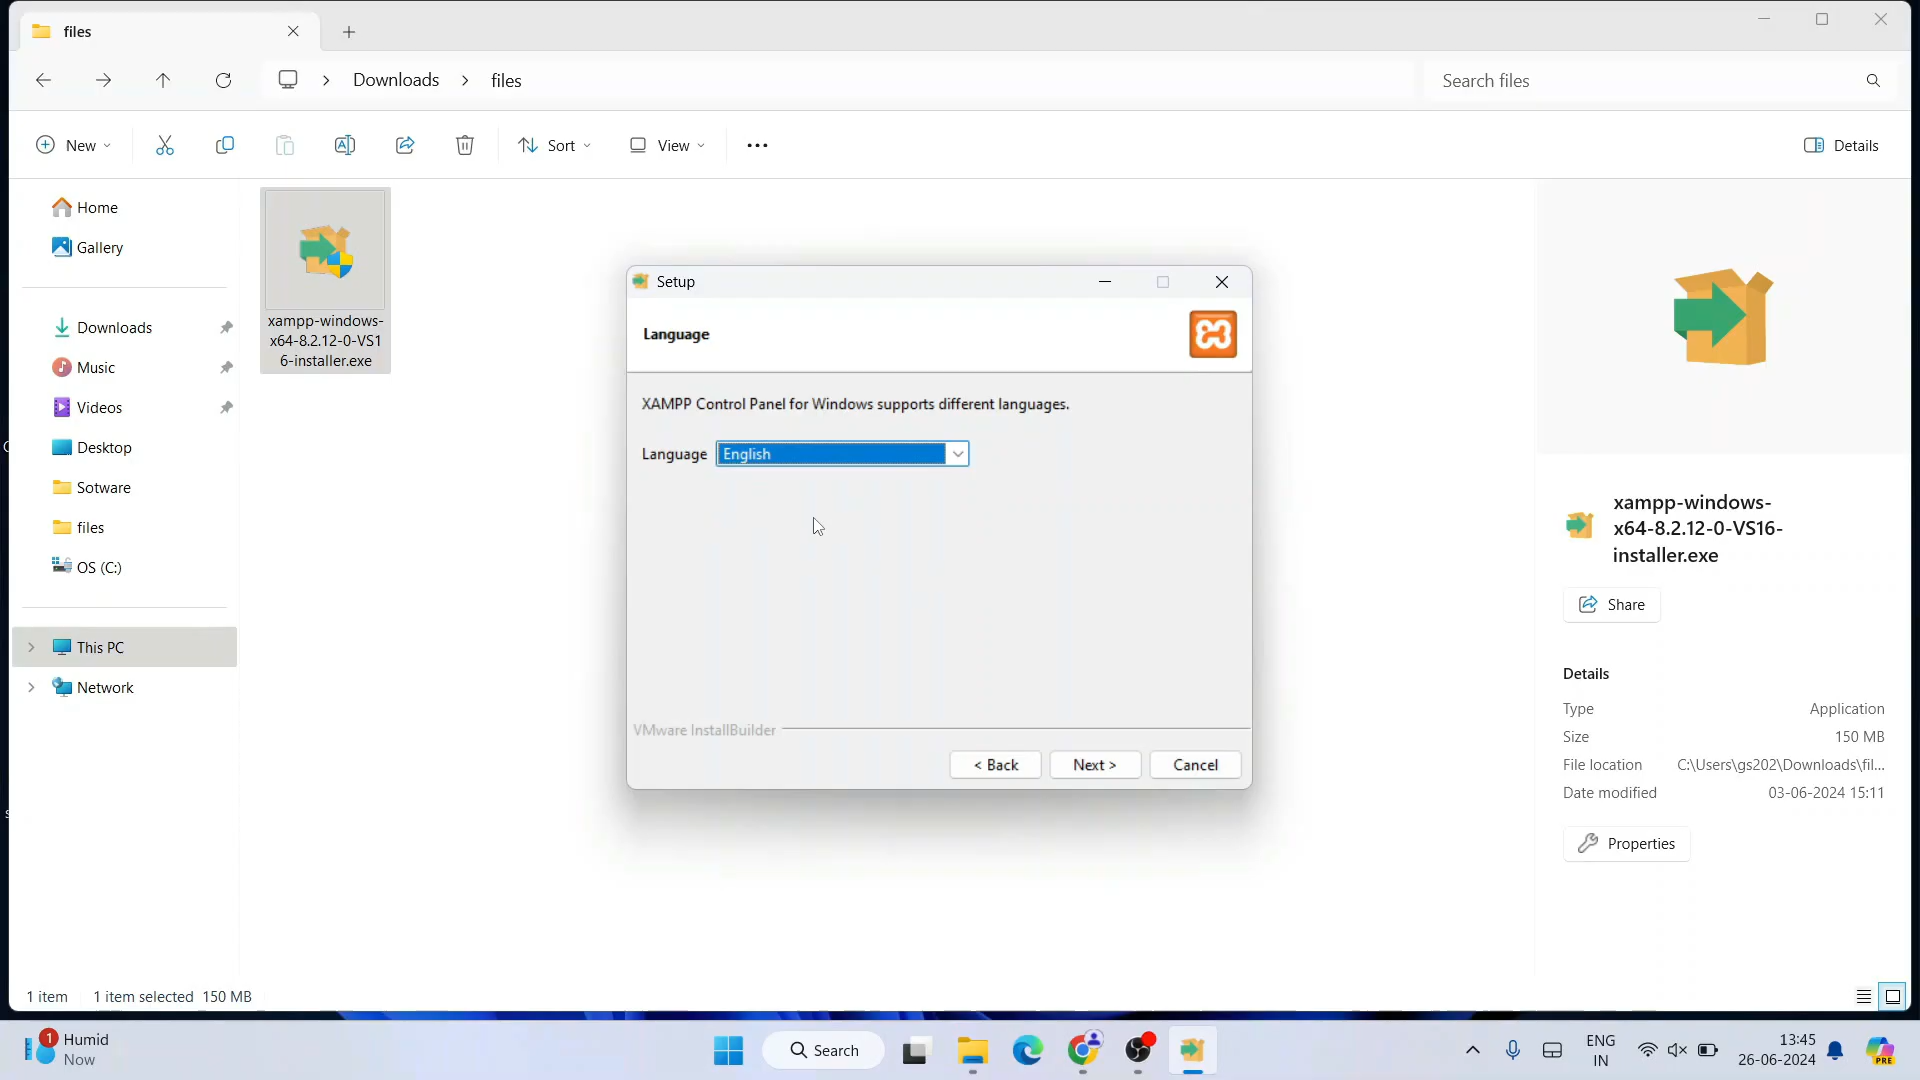 files
Downloads
files
Search files
New
Sort
View
Details
Home
Gallery
Downloads
Music
Videos
Desktop
Sotware
files
OS (C:)
This PC
Network
xampp-windows-
x64-8.2.12-0-VS1
6-installer.exe
Setup
Language
XAMPP Control Panel for Windows supports different languages.
Language English
VMware InstallBuilder
< Back
Next >
Cancel
xampp-windows-
x64-8.2.12-0-VS16-
installer.exe
Share
Details
Type Application
Size 150 MB
File location C:\Users\gs202\Downloads\fil...
Date modified 03-06-2024 15:11
Properties
1 item 1 item selected 150 MB
1
Humid
Now
Search
ENG
IN
13:45
26-06-2024
PRE